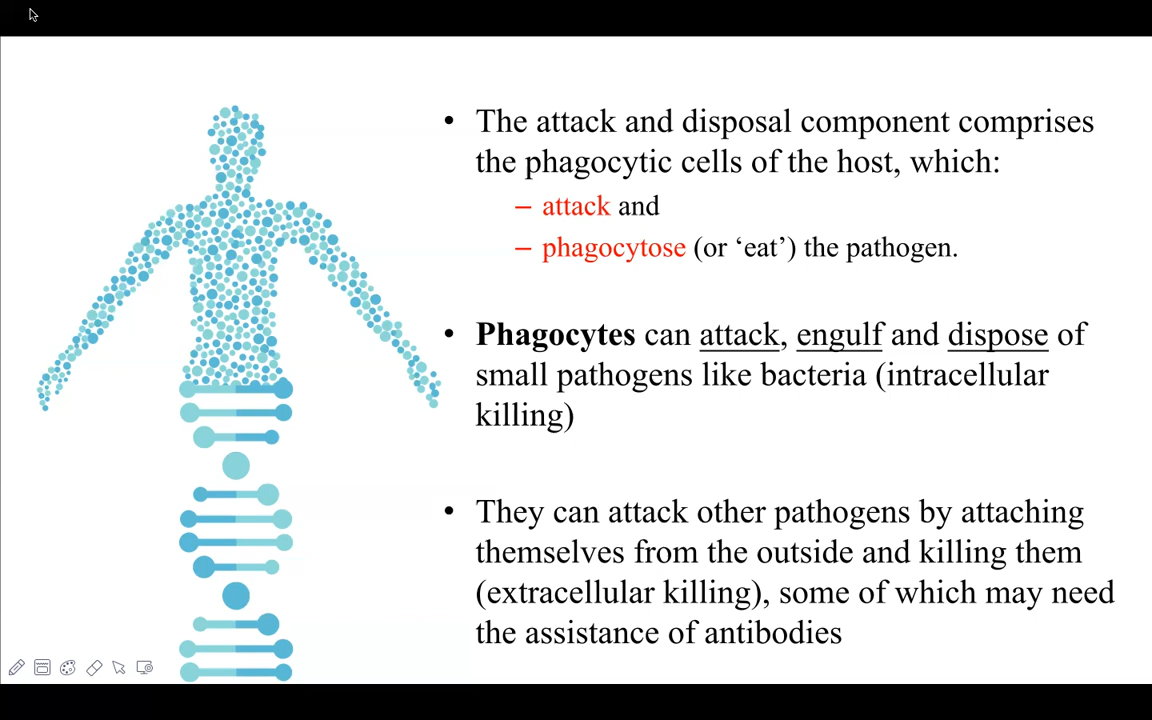 • The attack and disposal component comprises
the phagocytic cells of the host, which:
– attack and
– phagocytose (or ‘eat’) the pathogen.
• Phagocytes can attack, engulf and dispose of
small pathogens like bacteria (intracellular
killing)
• They can attack other pathogens by attaching
themselves from the outside and killing them
(extracellular killing), some of which may need
the assistance of antibodies